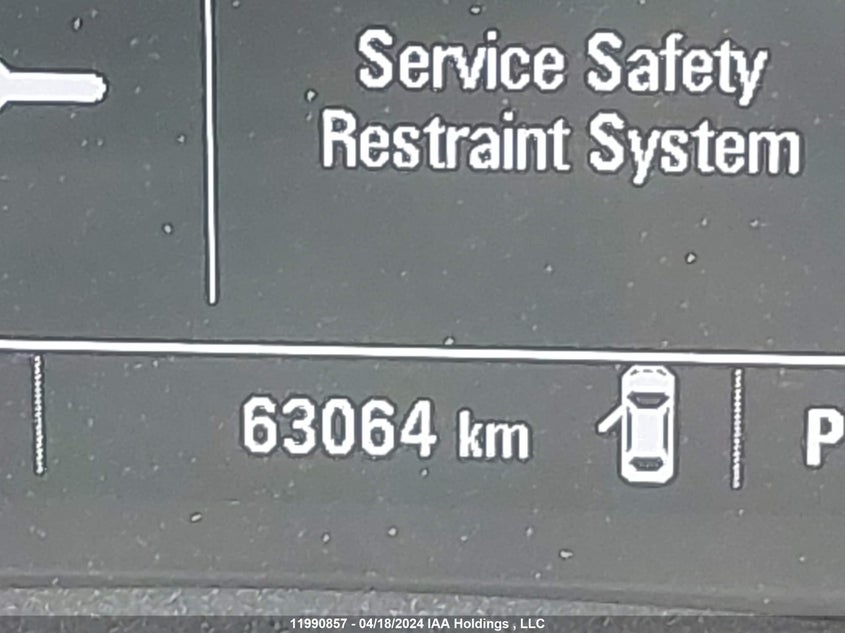 Service Safety
Restraint System
63064 km
P
11990857 - 04/18/2024 IAA Holdings , LLC